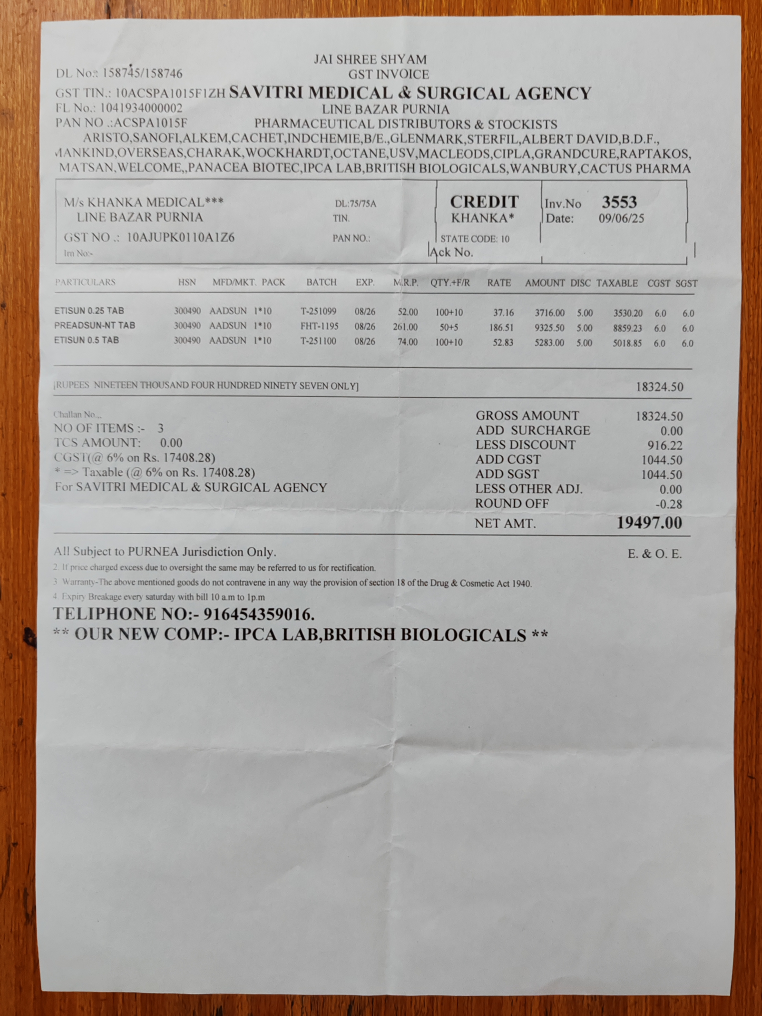 JAI SHREE SHYAM
DL No.: 158745/158746 GST INVOICE
GST TIN.: 10ACSPA1015F1ZH SAVITRI MEDICAL & SURGICAL AGENCY
FL No.: 1041934000002 LINE BAZAR PURNIA
PAN NO .:ACSPA1015F PHARMACEUTICAL DISTRIBUTORS & STOCKISTS
ARISTO,SANOFI,ALKEM,CACHET,INDCHEMIE,B/E.,GLENMARK,STERFIL,ALBERT DAVID,B.D.F.,
MANKIND,OVERSEAS,CHARAK,WOCKHARDT,OCTANE,USV,MACLEODS,CIPLA,GRANDCURE,RAPTAKOS,
MATSAN,WELCOME,,PANACEA BIOTEC,IPCA LAB,BRITISH BIOLOGICALS,WANBURY,CACTUS PHARMA
M/s KHANKA MEDICAL*** DL:75/75A CREDIT Inv.No 3553
LINE BAZAR PURNIA TIN. KHANKA* Date: 09/06/25
GST NO .: 10AJUPK0110A1Z6 PAN NO.: STATE CODE: 10
Irn No:- Ack No.
PARTICULARS HSN MFD/MKT. PACK BATCH EXP. M.R.P. QTY.+F/R RATE AMOUNT DISC TAXABLE CGST SGST
ETISUN 0.25 TAB 300490 AADSUN 1*10 T-251099 08/26 52.00 100+10 37.16 3716.00 5.00 3530.20 6.0 6.0
PREADSUN-NT TAB 300490 AADSUN 1*10 FHT-1195 08/26 261.00 50+5 186.51 9325.50 5.00 8859.23 6.0 6.0
ETISUN 0.5 TAB 300490 AADSUN 1*10 T-251100 08/26 74.00 100+10 52.83 5283.00 5.00 5018.85 6.0 6.0
[RUPEES NINETEEN THOUSAND FOUR HUNDRED NINETY SEVEN ONLY] 18324.50
Challan No.,,
GROSS AMOUNT 18324.50
NO OF ITEMS :- 3 ADD SURCHARGE 0.00
TCS AMOUNT: 0.00 LESS DISCOUNT 916.22
CGST(@ 6% on Rs. 17408.28) ADD CGST 1044.50
* => Taxable (@ 6% on Rs. 17408.28) ADD SGST 1044.50
For SAVITRI MEDICAL & SURGICAL AGENCY LESS OTHER ADJ. 0.00
ROUND OFF -0.28
NET AMT. 19497.00
All Subject to PURNEA Jurisdiction Only. E. & O. E.
2. If price charged excess due to oversight the same may be referred to us for rectification.
3 Warranty-The above mentioned goods do not contravene in any way the provision of section 18 of the Drug & Cosmetic Act 1940.
4 Expiry Breakage every saturday with bill 10 a.m to 1p.m
TELIPHONE NO:- 916454359016.
** OUR NEW COMP:- IPCA LAB,BRITISH BIOLOGICALS **